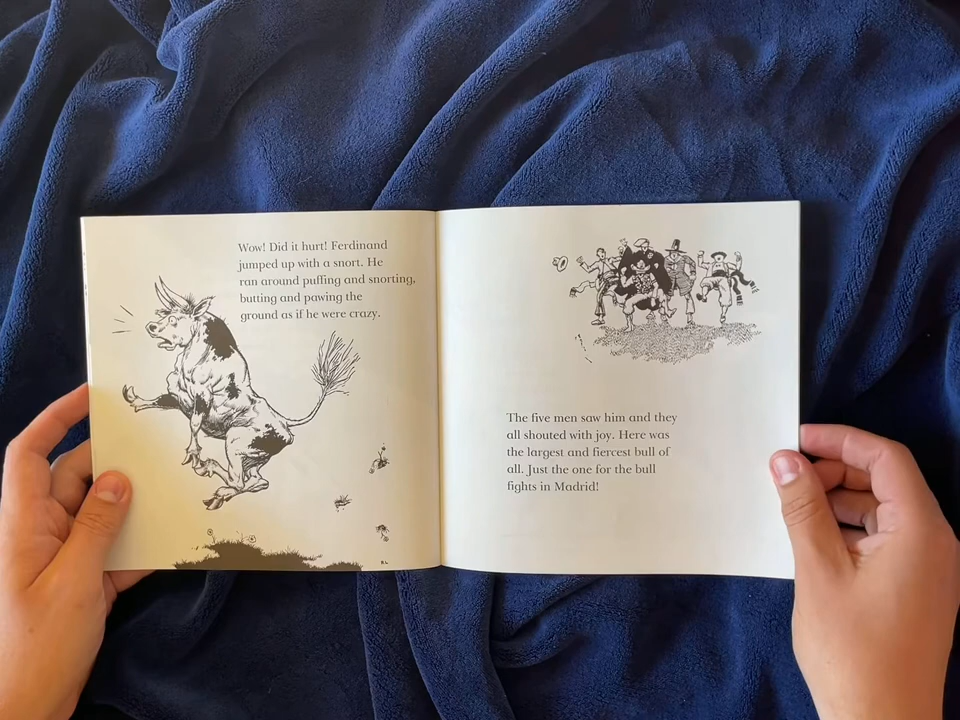 Wow! Did it hurt! Ferdinand
jumped up with a snort. He
ran around puffing and snorting,
butting and pawing the
ground as if he were crazy.
R.L.
The five men saw him and they
all shouted with joy. Here was
the largest and fiercest bull of
all. Just the one for the bull
fights in Madrid!